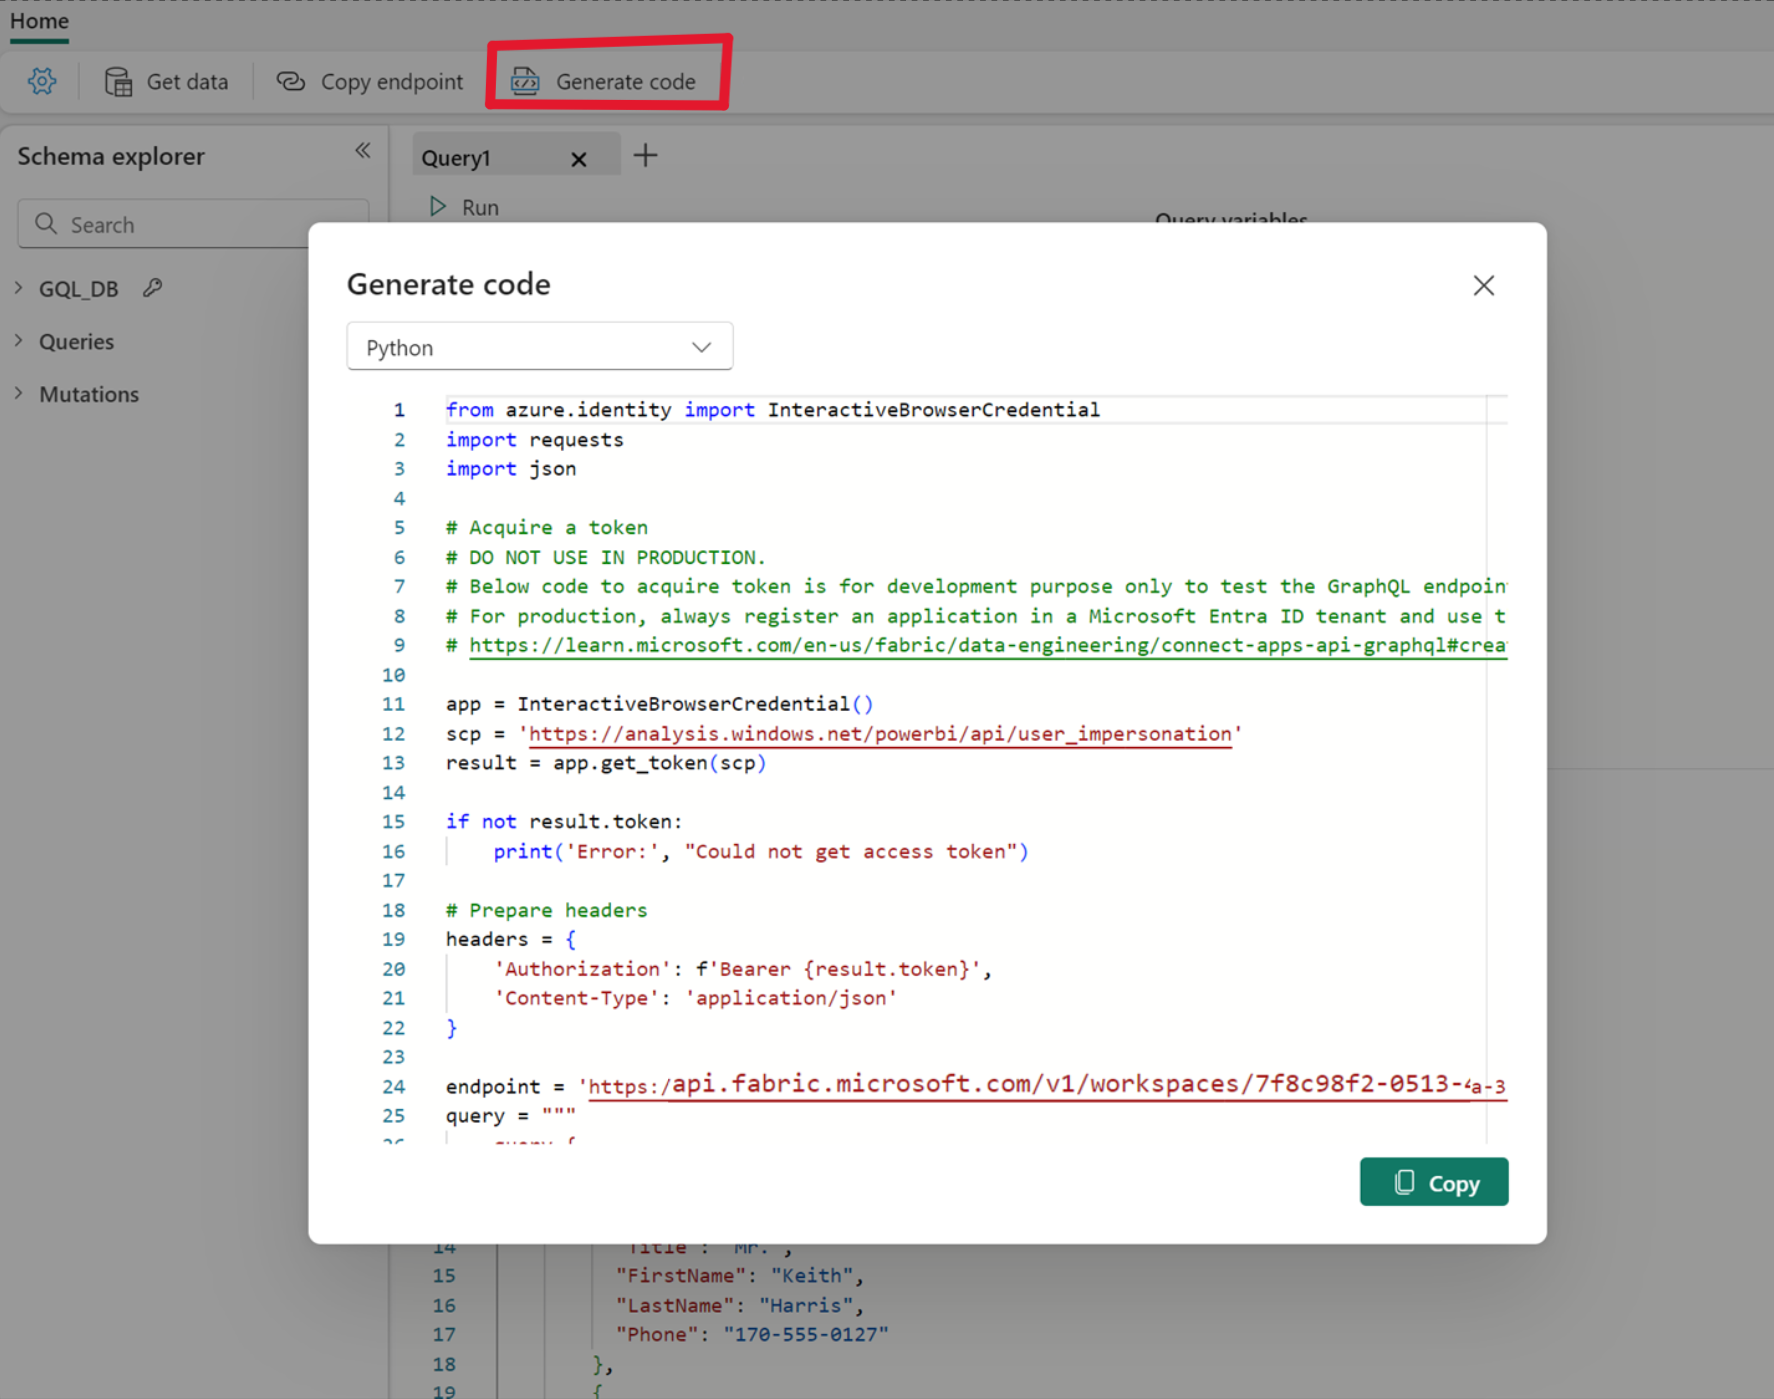 Home
Get data
Copy endpoint
Generate code
Schema explorer
Query1
Run
Search
Query variables
GQL_DB
Queries
Mutations
Generate code
Python
1 from azure.identity import InteractiveBrowserCredential
2 import requests
3 import json
4
5 # Acquire a token
6 # DO NOT USE IN PRODUCTION.
7 # Below code to acquire token is for development purpose only to test the GraphQL endpoin
8 # For production, always register an application in a Microsoft Entra ID tenant and use t
9 # https://learn.microsoft.com/en-us/fabric/data-engineering/connect-apps-api-graphql#crea
10
11 app = InteractiveBrowserCredential()
12 scp = 'https://analysis.windows.net/powerbi/api/user_impersonation'
13 result = app.get_token(scp)
14
15 if not result.token:
16 print('Error:', "Could not get access token")
17
18 # Prepare headers
19 headers = {
20 'Authorization': f'Bearer {result.token}',
21 'Content-Type': 'application/json'
22 }
23
24 endpoint = 'https:/api.fabric.microsoft.com/v1/workspaces/7f8c98f2-0513-4a-3
25 query = """
26 query {
Copy
14 "Title": "Mr.",
15 "FirstName": "Keith",
16 "LastName": "Harris",
17 "Phone": "170-555-0127"
18 },
19 {